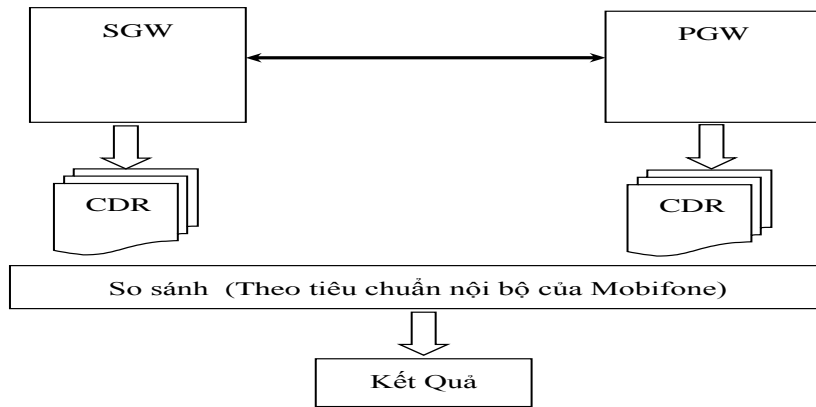 SGW
PGW
CDR
CDR
So sánh (Theo tiêu chuẩn nội bộ của Mobifone)
Kết Quả